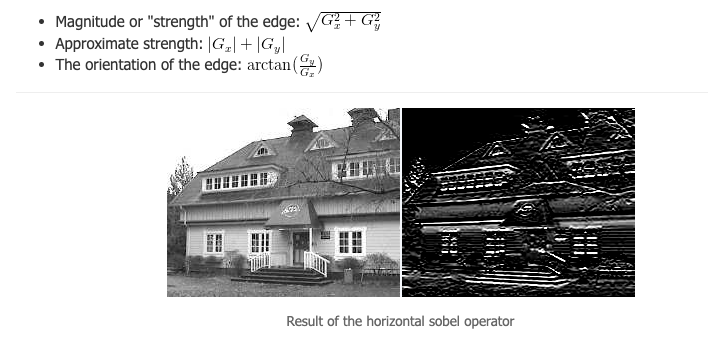 • Magnitude or "strength" of the edge: $\sqrt{G_x^2 + G_y^2}$
• Approximate strength: $|G_x| + |G_y|$
• The orientation of the edge: $\arctan(\frac{G_y}{G_x})$
Result of the horizontal sobel operator